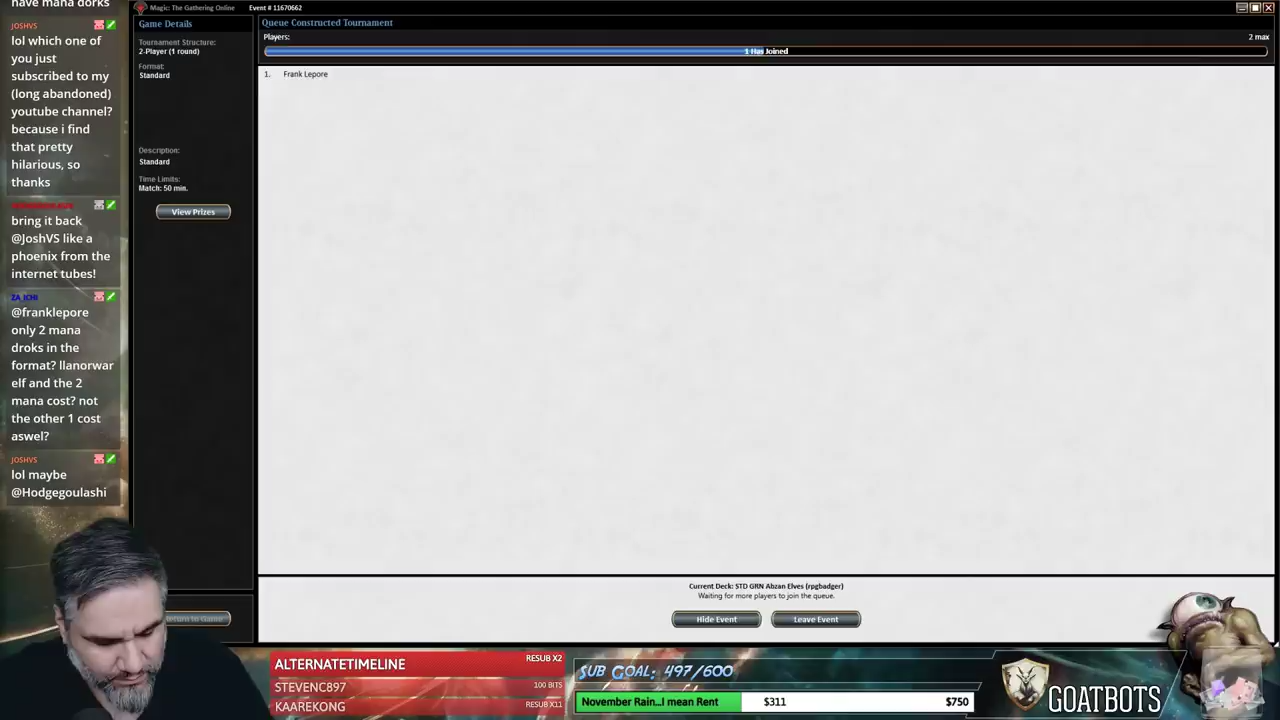 have mana dorks
JOSHVS
lol which one of
you just
subscribed to my
(long abandoned)
youtube channel?
because i find
that pretty
hilarious, so
thanks
bring it back
@JoshVS like a
phoenix from the
internet tubes!
ZA_ICHI
@franklepore
only 2 mana
droks in the
format? llanorwar
elf and the 2
mana cost? not
the other 1 cost
aswel?
JOSHVS
lol maybe
@Hodgegoulashi
Magic: The Gathering Online Event # 11670662
Game Details
Tournament Structure:
2-Player (1 round)
Format:
Standard
Description:
Standard
Time Limits:
Match: 50 min.
View Prizes
Return to Game
Queue Constructed Tournament
Players:
2 max
1 Has Joined
1. Frank Lepore
Current Deck: STD GRN Abzan Elves (rpgbadger)
Waiting for more players to join the queue.
Hide Event
Leave Event
ALTERNATETIMELINE RESUB X2
STEVENC897 100 BITS
KAAREKONG RESUB X11
SUB GOAL: 497/600
November Rain...I mean Rent $311 $750
GOATBOTS